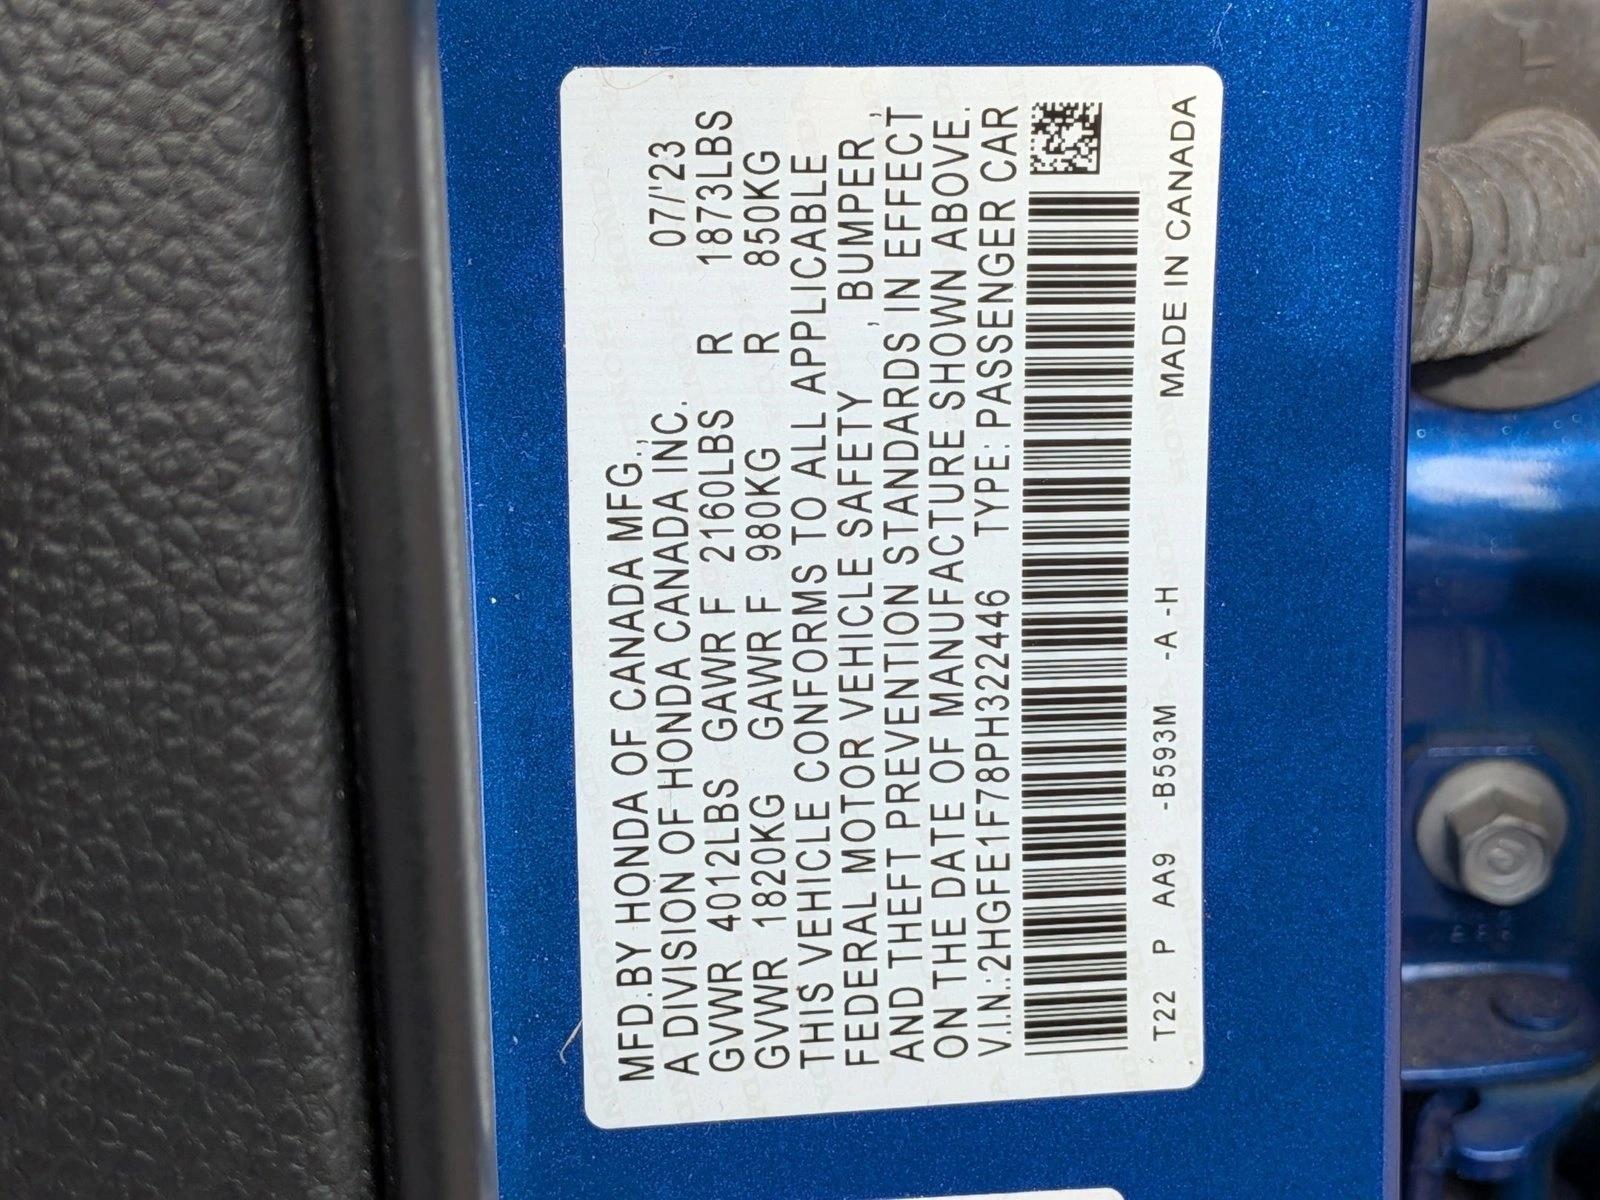 MFD.BY HONDA OF CANADA MFG.,
A DIVISION OF HONDA CANADA INC. 07/'23
GVWR 4012LBS GAWR F 2160LBS R 1873LBS
GVWR 1820KG GAWR F 980KG R 850KG
THIS VEHICLE CONFORMS TO ALL APPLICABLE
FEDERAL MOTOR VEHICLE SAFETY , BUMPER ,
AND THEFT PREVENTION STANDARDS IN EFFECT
ON THE DATE OF MANUFACTURE SHOWN ABOVE.
V.I.N.:2HGFE1F78PH322446 TYPE: PASSENGER CAR
T22 P AA9 -B593M -A -H MADE IN CANADA